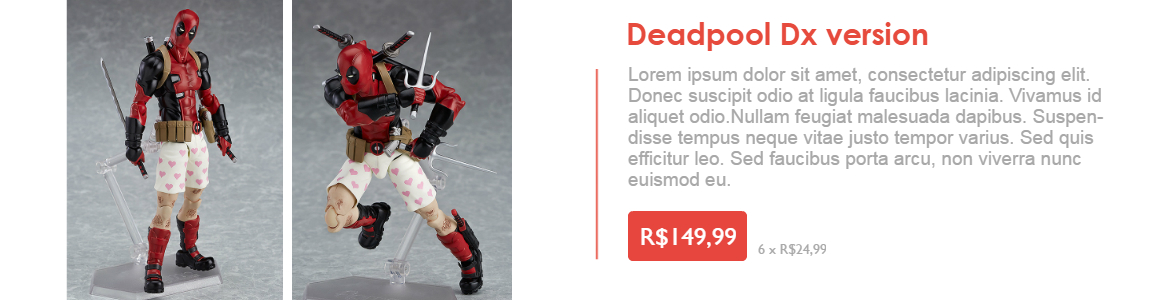 Deadpool Dx version
Lorem ipsum dolor sit amet, consectetur adipiscing elit.
Donec suscipit odio at ligula faucibus lacinia. Vivamus id
aliquet odio.Nullam feugiat malesuada dapibus. Suspen-
disse tempus neque vitae justo tempor varius. Sed quis
efficitur leo. Sed faucibus porta arcu, non viverra nunc
euismod eu.
R$149,99
6 x R$24,99